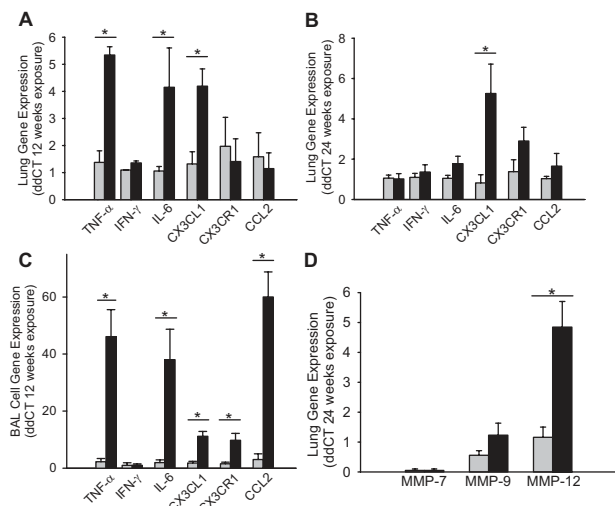 A
Lung Gene Expression
(ddCT 12 weeks exposure)
6
5
4
3
2
1
0
*
*
*
TNF-α
IFN-γ
IL-6
CX3CL1
CX3CR1
CCL2
B
Lung Gene Expression
(ddCT 24 weeks exposure)
8
6
4
2
0
*
TNF-α
IFN-γ
IL-6
CX3CL1
CX3CR1
CCL2
C
BAL Cell Gene Expression
(ddCT 12 weeks exposure)
60
40
20
0
*
*
*
*
*
TNF-α
IFN-γ
IL-6
CX3CL1
CX3CR1
CCL2
D
Lung Gene Expression
(ddCT 24 weeks exposure)
6
5
4
3
2
1
0
*
MMP-7
MMP-9
MMP-12